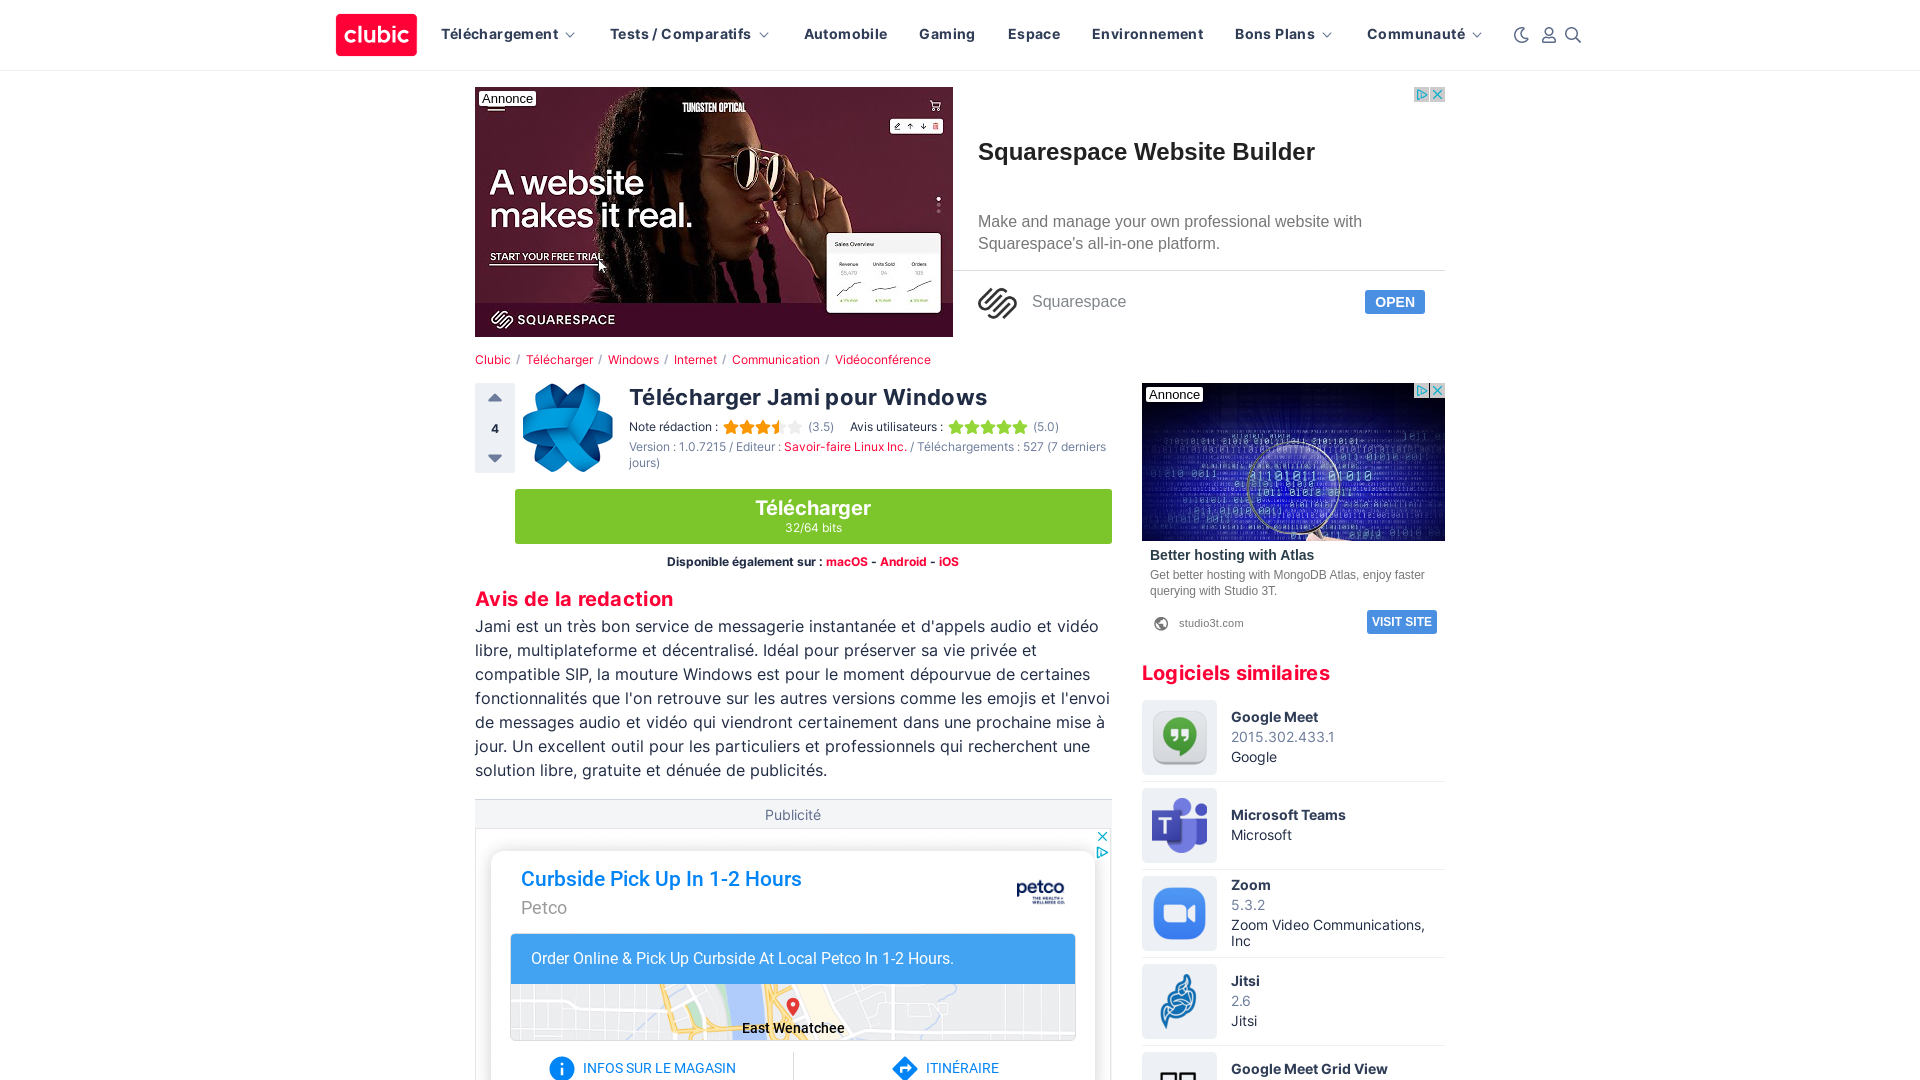 clubic
Téléchargement
Tests / Comparatifs
Automobile
Gaming
Espace
Environnement
Bons Plans
Communauté
Annonce
TUNGSTEN OPTICAL
A website
makes it real.
START YOUR FREE TRIAL
Sales Overview
Revenue
Units Sold
Orders
SQUARESPACE
Squarespace Website Builder
Make and manage your own professional website with
Squarespace's all-in-one platform.
Squarespace
OPEN
Clubic / Télécharger / Windows / Internet / Communication / Vidéoconférence
4
Télécharger Jami pour Windows
Note rédaction : (3.5) Avis utilisateurs : (5.0)
Version : 1.0.7215 / Editeur : Savoir-faire Linux Inc. / Téléchargements : 527 (7 derniers
jours)
Télécharger
32/64 bits
Disponible également sur : macOS - Android - iOS
Avis de la redaction
Jami est un très bon service de messagerie instantanée et d'appels audio et vidéo
libre, multiplateforme et décentralisé. Idéal pour préserver sa vie privée et
compatible SIP, la mouture Windows est pour le moment dépourvue de certaines
fonctionnalités que l'on retrouve sur les autres versions comme les emojis et l'envoi
de messages audio et vidéo qui viendront certainement dans une prochaine mise à
jour. Un excellent outil pour les particuliers et professionnels qui recherchent une
solution libre, gratuite et dénuée de publicités.
Publicité
Curbside Pick Up In 1-2 Hours
Petco
petco
THE HEALTH +
WELLNESS CO.
Order Online & Pick Up Curbside At Local Petco In 1-2 Hours.
East Wenatchee
INFOS SUR LE MAGASIN
ITINÉRAIRE
Annonce
Better hosting with Atlas
Get better hosting with MongoDB Atlas, enjoy faster
querying with Studio 3T.
studio3t.com
VISIT SITE
Logiciels similaires
Google Meet
2015.302.433.1
Google
Microsoft Teams
Microsoft
Zoom
5.3.2
Zoom Video Communications,
Inc
Jitsi
2.6
Jitsi
Google Meet Grid View